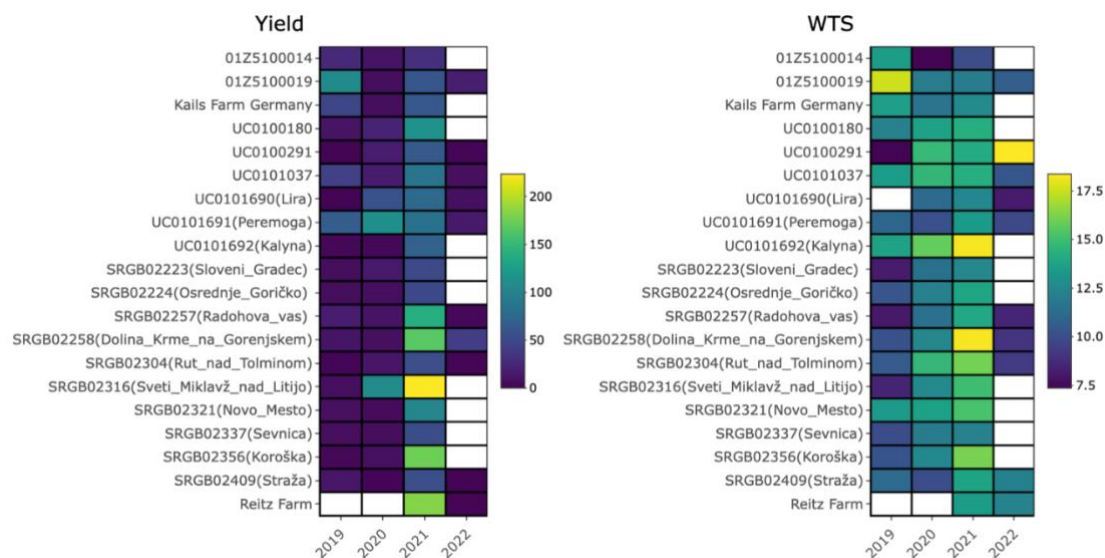 Yield
01Z5100014
01Z5100019
Kails Farm Germany
UC0100180
UC0100291
UC0101037
UC0101690(Lira)
UC0101691(Peremoga)
UC0101692(Kalyna)
SRGB02223(Sloveni_Gradec)
SRGB02224(Osrednje_Goričko)
SRGB02257(Radohova_vas)
SRGB02258(Dolina_Krme_na_Gorenjskem)
SRGB02304(Rut_nad_Tolminom)
SRGB02316(Sveti_Miklavž_nad_Litijo)
SRGB02321(Novo_Mesto)
SRGB02337(Sevnica)
SRGB02356(Koroška)
SRGB02409(Straža)
Reitz Farm
2019 2020 2021 2022
200
150
100
50
0
WTS
01Z5100014
01Z5100019
Kails Farm Germany
UC0100180
UC0100291
UC0101037
UC0101690(Lira)
UC0101691(Peremoga)
UC0101692(Kalyna)
SRGB02223(Sloveni_Gradec)
SRGB02224(Osrednje_Goričko)
SRGB02257(Radohova_vas)
SRGB02258(Dolina_Krme_na_Gorenjskem)
SRGB02304(Rut_nad_Tolminom)
SRGB02316(Sveti_Miklavž_nad_Litijo)
SRGB02321(Novo_Mesto)
SRGB02337(Sevnica)
SRGB02356(Koroška)
SRGB02409(Straža)
Reitz Farm
2019 2020 2021 2022
17.5
15.0
12.5
10.0
7.5